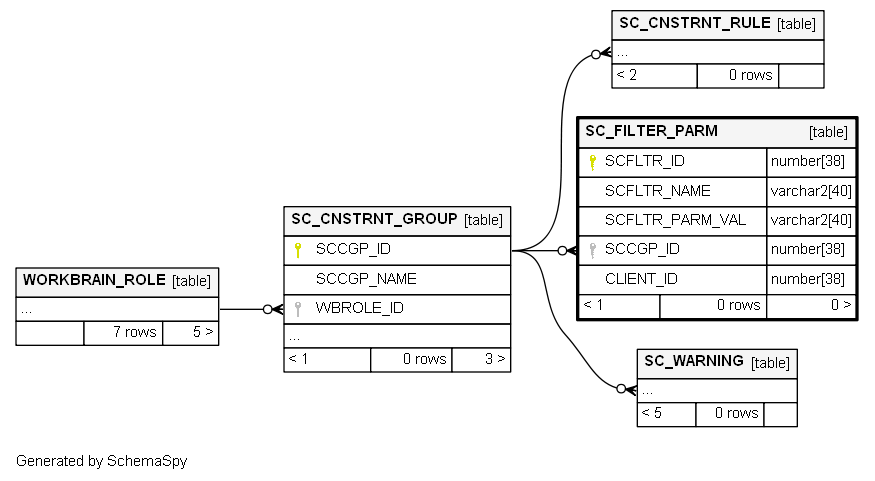 SC_CNSTRNT_RULE [table]
...
< 2 0 rows
SC_FILTER_PARM [table]
SCFLTR_ID number[38]
SCFLTR_NAME varchar2[40]
SCFLTR_PARM_VAL varchar2[40]
SCCGP_ID number[38]
CLIENT_ID number[38]
< 1 0 rows 0 >
SC_CNSTRNT_GROUP [table]
SCCGP_ID
SCCGP_NAME
WBROLE_ID
...
< 1 0 rows 3 >
WORKBRAIN_ROLE [table]
...
7 rows 5 >
SC_WARNING [table]
...
< 5 0 rows
Generated by SchemaSpy